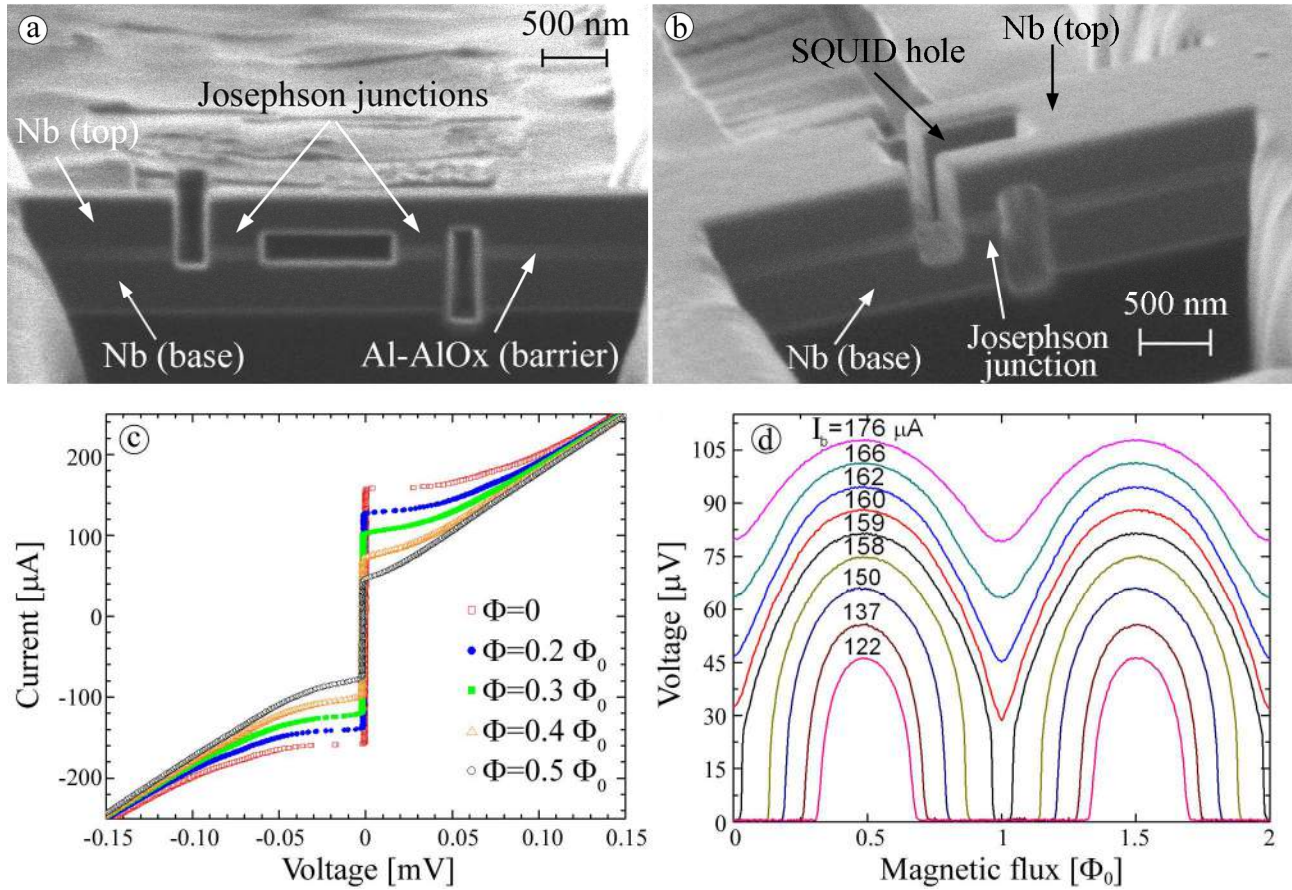 a
500 nm
Josephson junctions
Nb (top)
Nb (base)
Al-AlOx (barrier)
b
SQUID hole
Nb (top)
Nb (base)
Josephson
junction
500 nm
c
Current [μA]
200
100
0
-100
-200
-0.15
-0.10
-0.05
0
0.05
0.10
0.15
Voltage [mV]
Φ=0
Φ=0.2 Φ₀
Φ=0.3 Φ₀
Φ=0.4 Φ₀
Φ=0.5 Φ₀
d
Voltage [μV]
105
90
75
60
45
30
15
0
I_b=176 μA
166
162
160
159
158
150
137
122
0
0.5
1.0
1.5
2
Magnetic flux [Φ₀]